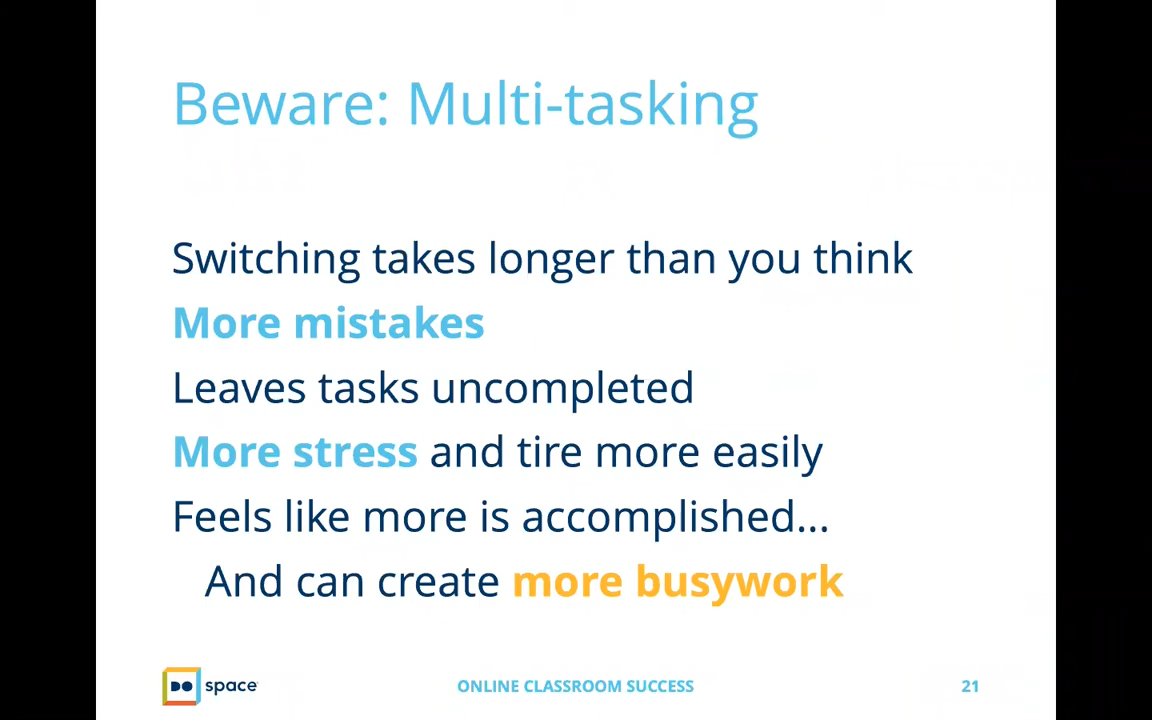 Beware: Multi-tasking
Switching takes longer than you think
More mistakes
Leaves tasks uncompleted
More stress and tire more easily
Feels like more is accomplished...
And can create more busywork
DO space
ONLINE CLASSROOM SUCCESS
21